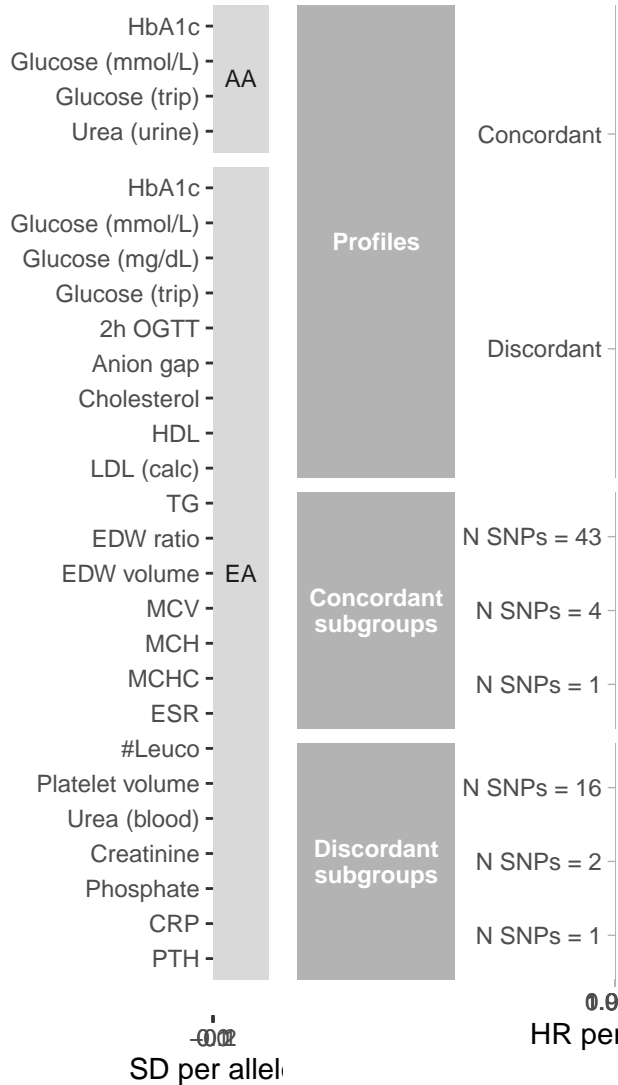 HbA1c
Glucose (mmol/L)
Glucose (trip)
Urea (urine)
AA
HbA1c
Glucose (mmol/L)
Glucose (mg/dL)
Glucose (trip)
2h OGTT
Anion gap
Cholesterol
HDL
LDL (calc)
TG
EDW ratio
EDW volume
MCV
MCH
MCHC
ESR
#Leuco
Platelet volume
Urea (blood)
Creatinine
Phosphate
CRP
PTH
EA
SD per allel
Profiles
Concordant
Discordant
Concordant
subgroups
N SNPs = 43
N SNPs = 4
N SNPs = 1
Discordant
subgroups
N SNPs = 16
N SNPs = 2
N SNPs = 1
HR per